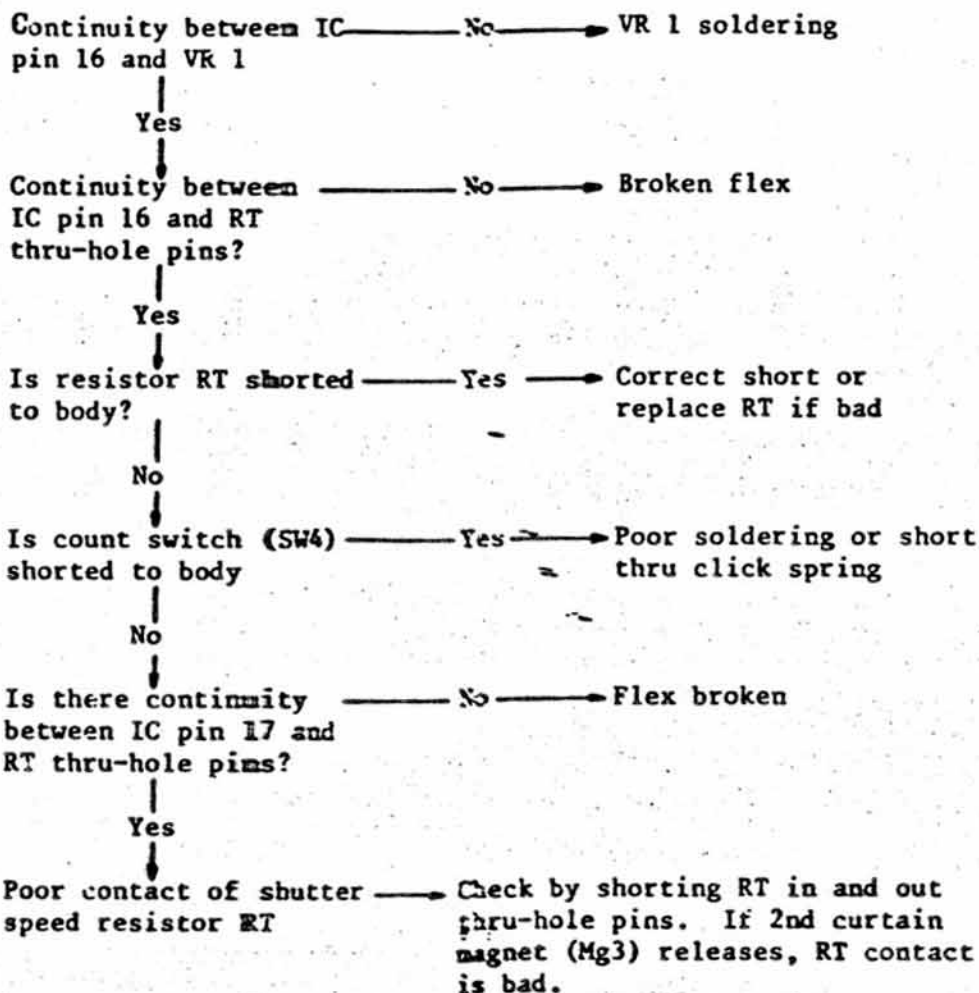 Continuity between IC No VR 1 soldering
pin 16 and VR 1
Yes
Continuity between No Broken flex
IC pin 16 and RT
thru-hole pins?
Yes
Is resistor RT shorted Yes Correct short or
to body? replace RT if bad
No
Is count switch (SW4) Yes Poor soldering or short
shorted to body thru click spring
No
Is there continuity No Flex broken
between IC pin 17 and
RT thru-hole pins?
Yes
Poor contact of shutter Check by shorting RT in and out
speed resistor RT thru-hole pins. If 2nd curtain
magnet (Mg3) releases, RT contact
is bad.